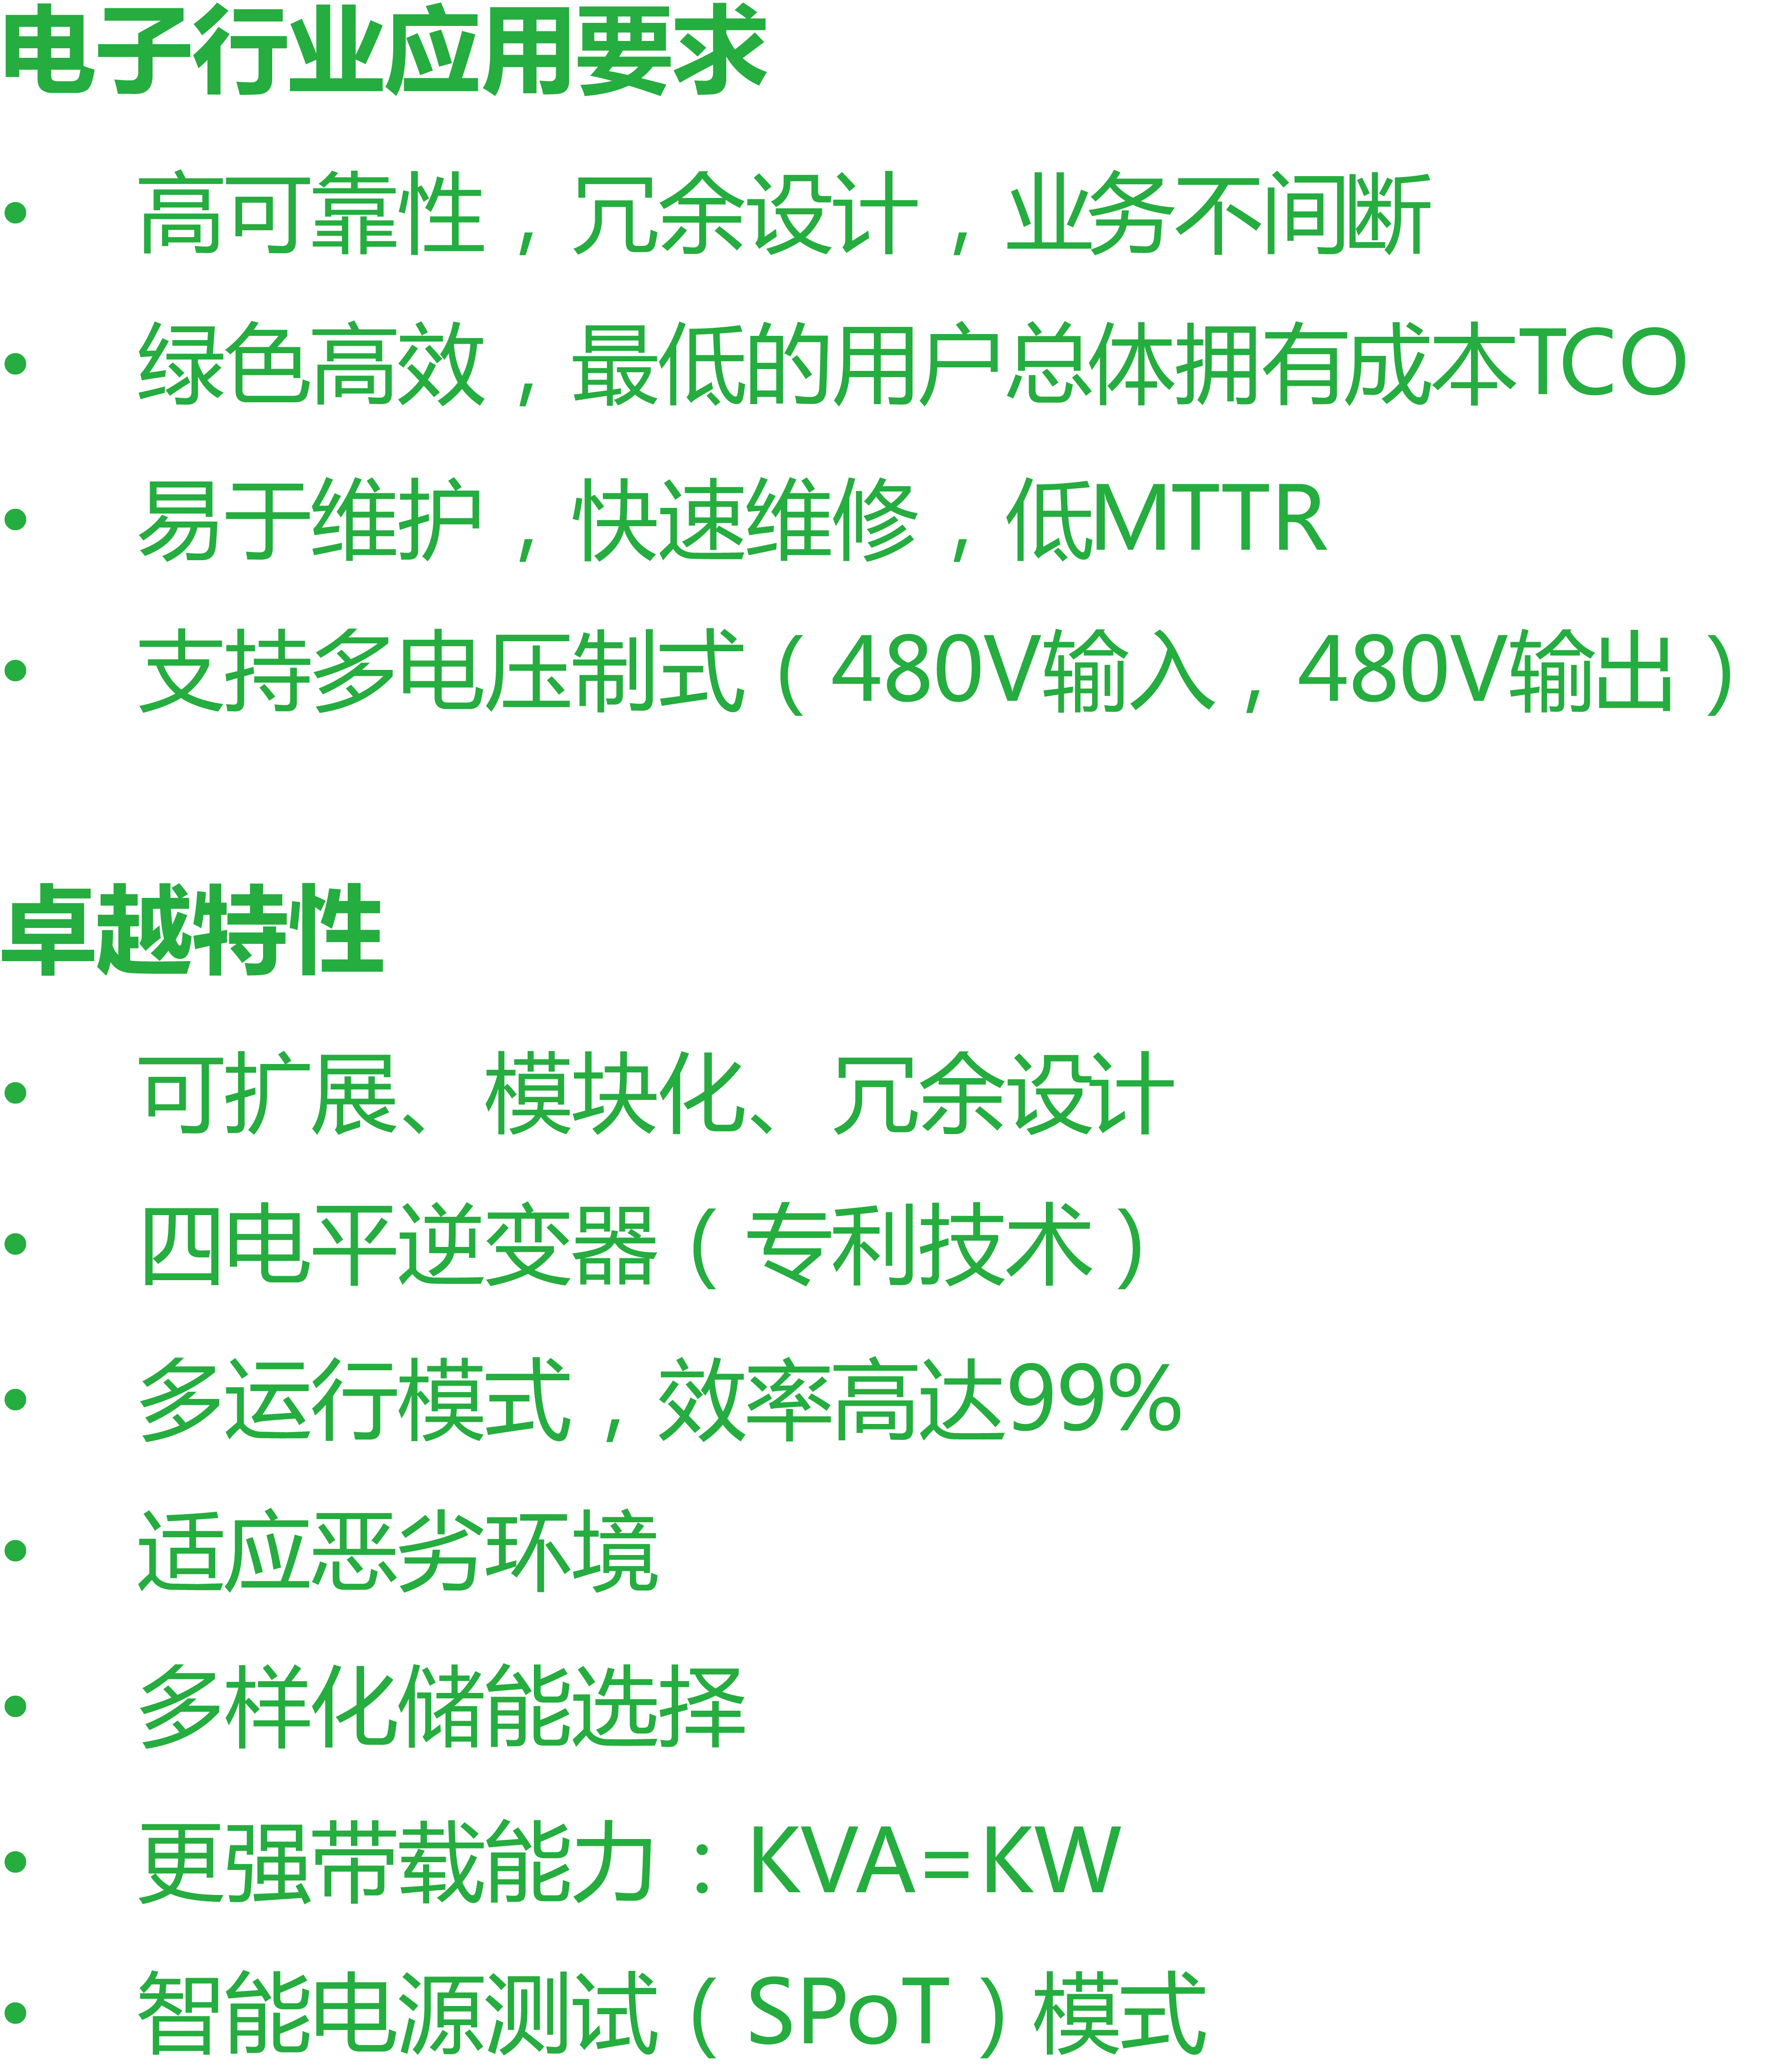 电子行业应用要求
• 高可靠性，冗余设计，业务不间断
• 绿色高效，最低的用户总体拥有成本TCO
• 易于维护，快速维修，低MTTR
• 支持多电压制式（480V输入，480V输出）
卓越特性
• 可扩展、模块化、冗余设计
• 四电平逆变器（专利技术）
• 多运行模式，效率高达99%
• 适应恶劣环境
• 多样化储能选择
• 更强带载能力：KVA=KW
• 智能电源测试（SPoT）模式